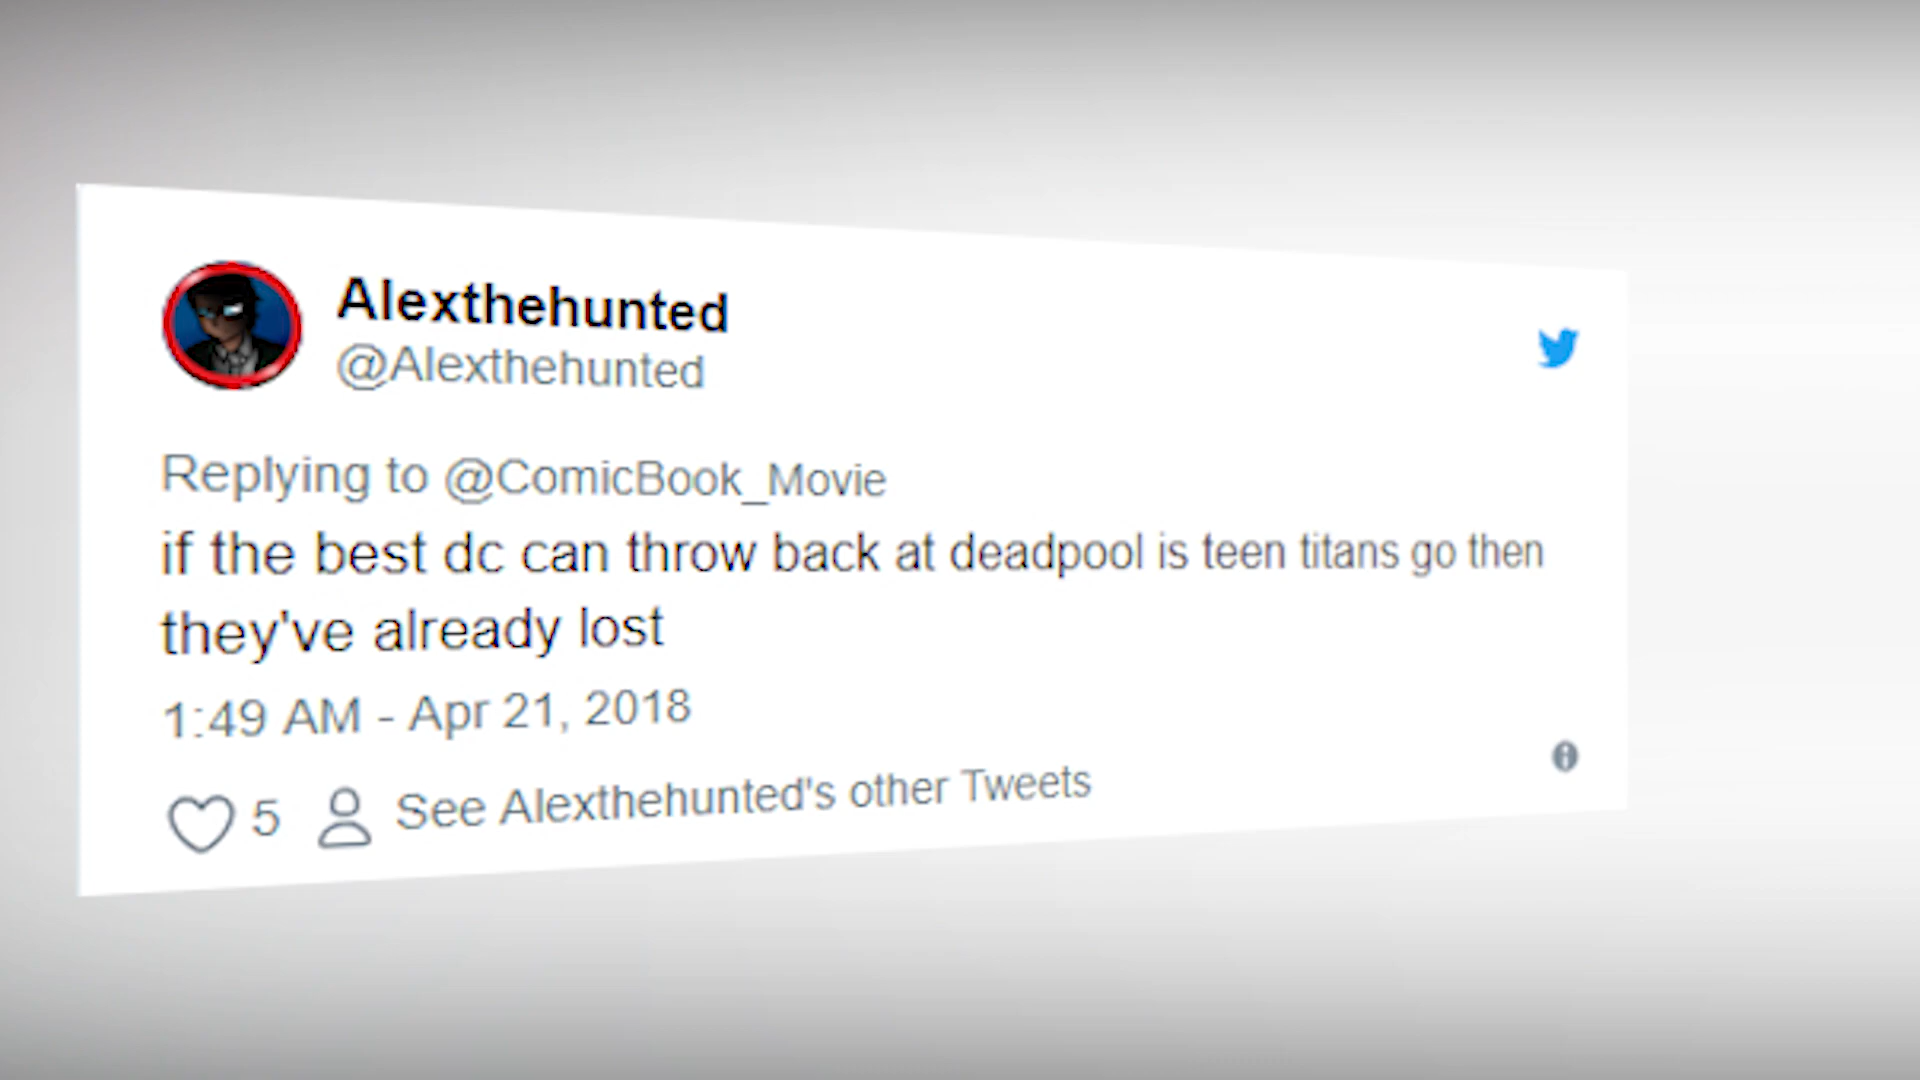 Alexthehunted
@Alexthehunted
Replying to @ComicBook_Movie
if the best dc can throw back at deadpool is teen titans go then
they've already lost
1:49 AM - Apr 21, 2018
5 See Alexthehunted's other Tweets